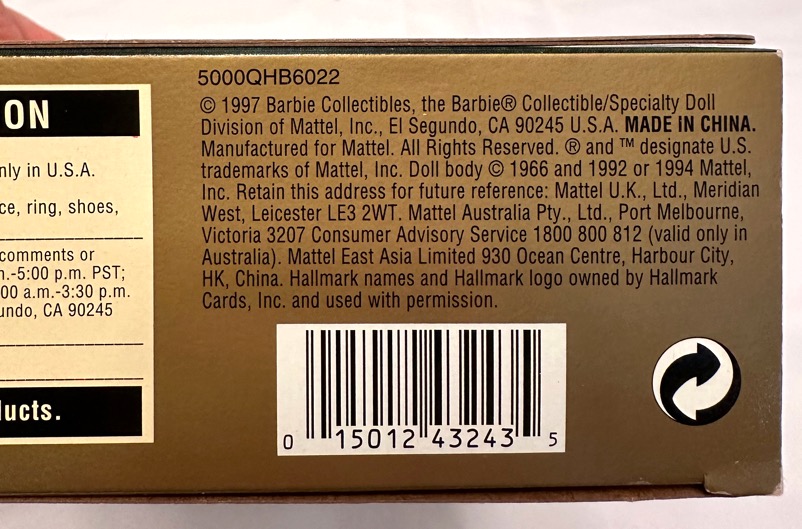 5000QHB6022
© 1997 Barbie Collectibles, the Barbie® Collectible/Specialty Doll
Division of Mattel, Inc., El Segundo, CA 90245 U.S.A. MADE IN CHINA.
Manufactured for Mattel. All Rights Reserved. ® and ™ designate U.S.
trademarks of Mattel, Inc. Doll body © 1966 and 1992 or 1994 Mattel,
Inc. Retain this address for future reference: Mattel U.K., Ltd., Meridian
West, Leicester LE3 2WT. Mattel Australia Pty., Ltd., Port Melbourne,
Victoria 3207 Consumer Advisory Service 1800 800 812 (valid only in
Australia). Mattel East Asia Limited 930 Ocean Centre, Harbour City,
HK, China. Hallmark names and Hallmark logo owned by Hallmark
Cards, Inc. and used with permission.
0 15012 43243 5
ON
nly in U.S.A.
ce, ring, shoes,
comments or
n.-5:00 p.m. PST;
00 a.m.-3:30 p.m.
undo, CA 90245
ducts.